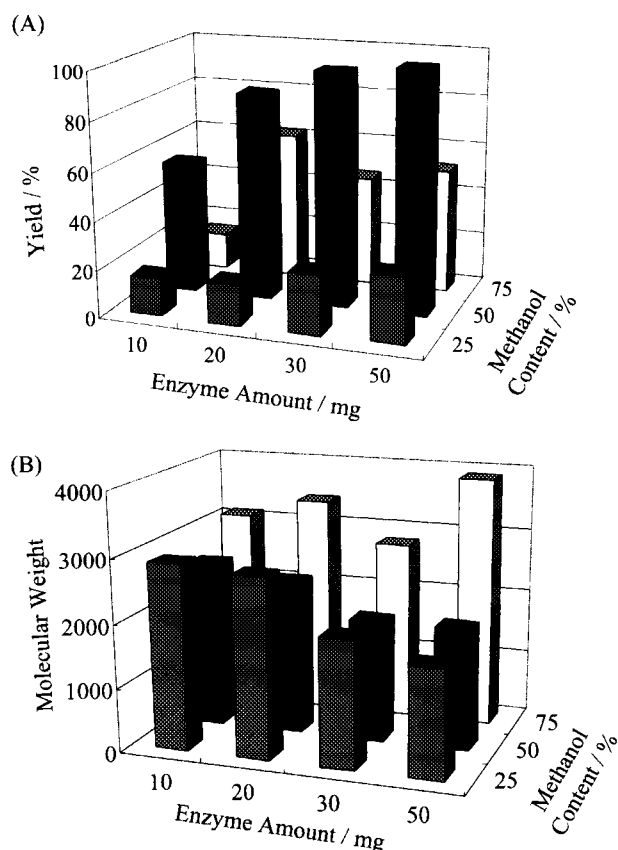 (A)
100
80
60
40
20
0
Yield / %
10
20
30
50
Enzyme Amount / mg
25
50
75
Methanol
Content / %
(B)
4000
3000
2000
1000
0
Molecular Weight
10
20
30
50
Enzyme Amount / mg
25
50
75
Methanol
Content / %